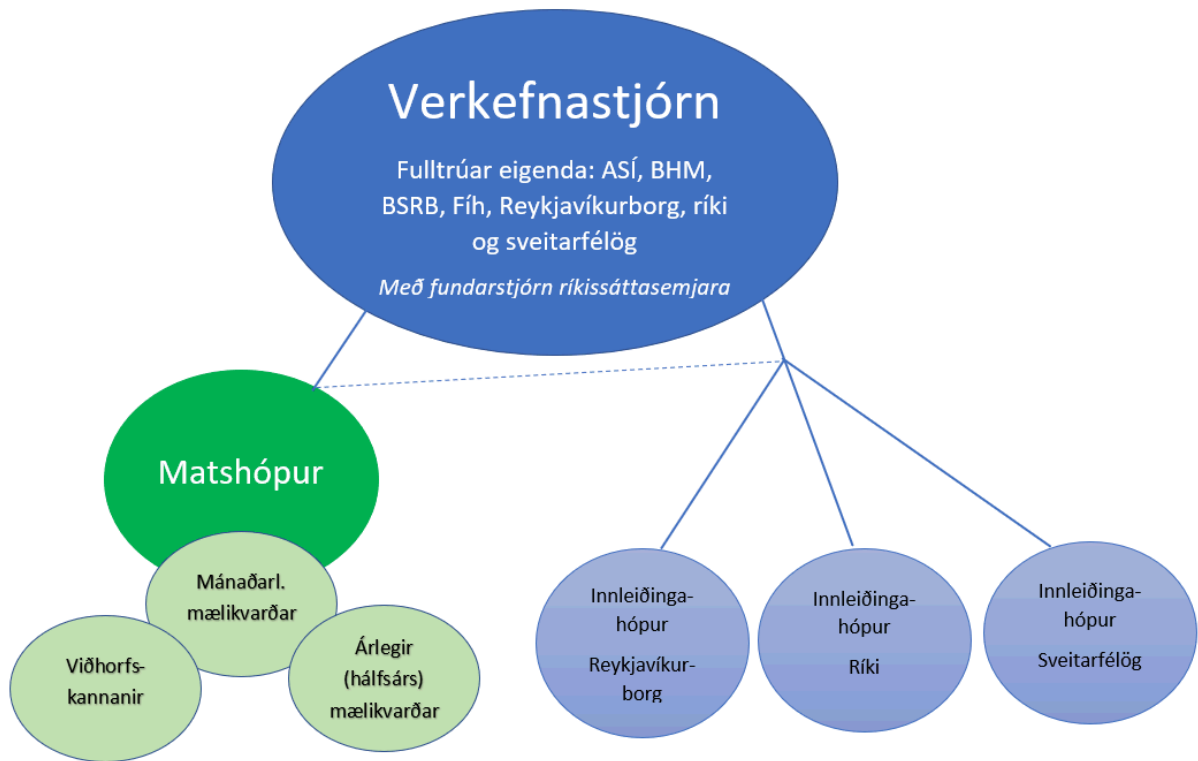 Verkefnastjórn
Fulltrúar eigenda: ASÍ, BHM,
BSRB, Fíh, Reykjavíkurborg, ríki
og sveitarfélög
Með fundarstjórn ríkissáttasemjara
Matshópur
Mánaðarl.
mælikvarðar
Viðhorfs-
kannanir
Árlegir
(hálfsárs)
mælikvarðar
Innleiðinga-
hópur
Reykjavíkur-
borg
Innleiðinga-
hópur
Ríki
Innleiðinga-
hópur
Sveitarfélög